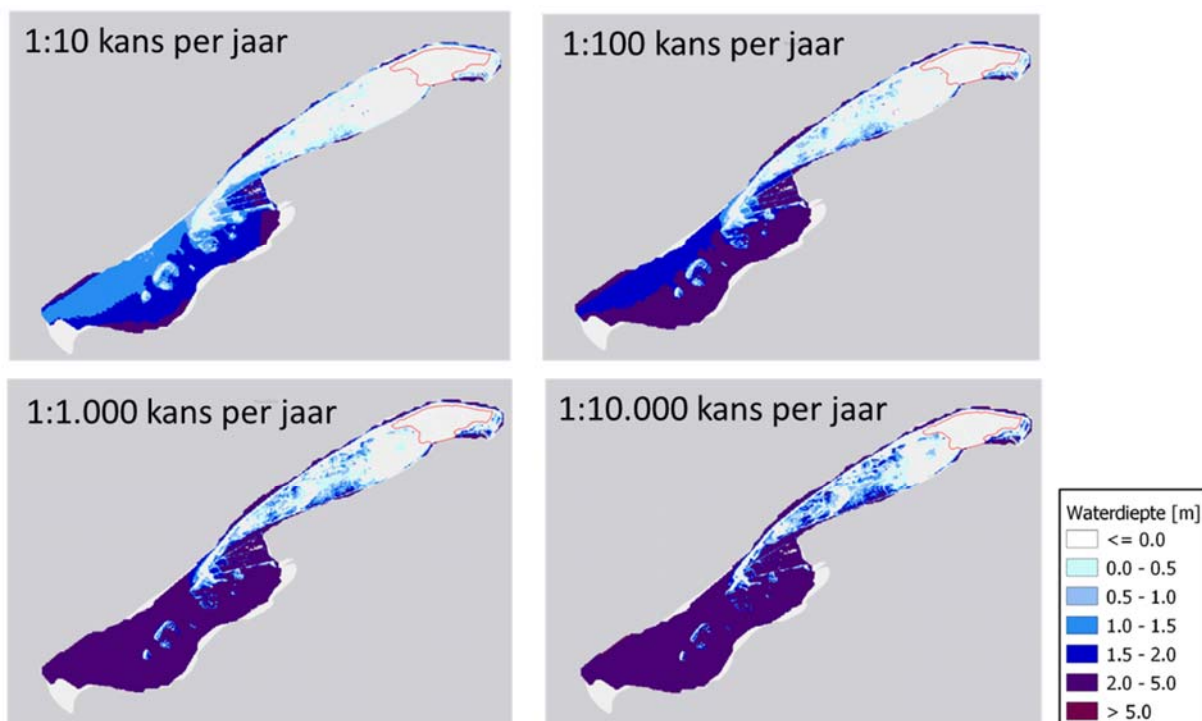 1:10 kans per jaar
1:100 kans per jaar
1:1.000 kans per jaar
1:10.000 kans per jaar
Waterdiepte [m]
<= 0.0
0.0 - 0.5
0.5 - 1.0
1.0 - 1.5
1.5 - 2.0
2.0 - 5.0
> 5.0